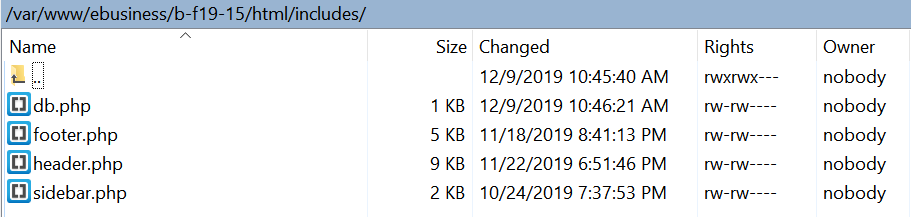 /var/www/ebusiness/b-f19-15/html/includes/
Name Size Changed Rights Owner
.. 12/9/2019 10:45:40 AM rwxrwx--- nobody
db.php 1 KB 12/9/2019 10:46:21 AM rw-rw---- nobody
footer.php 5 KB 11/18/2019 8:41:13 PM rw-rw---- nobody
header.php 9 KB 11/22/2019 6:51:46 PM rw-rw---- nobody
sidebar.php 2 KB 10/24/2019 7:37:53 PM rw-rw---- nobody